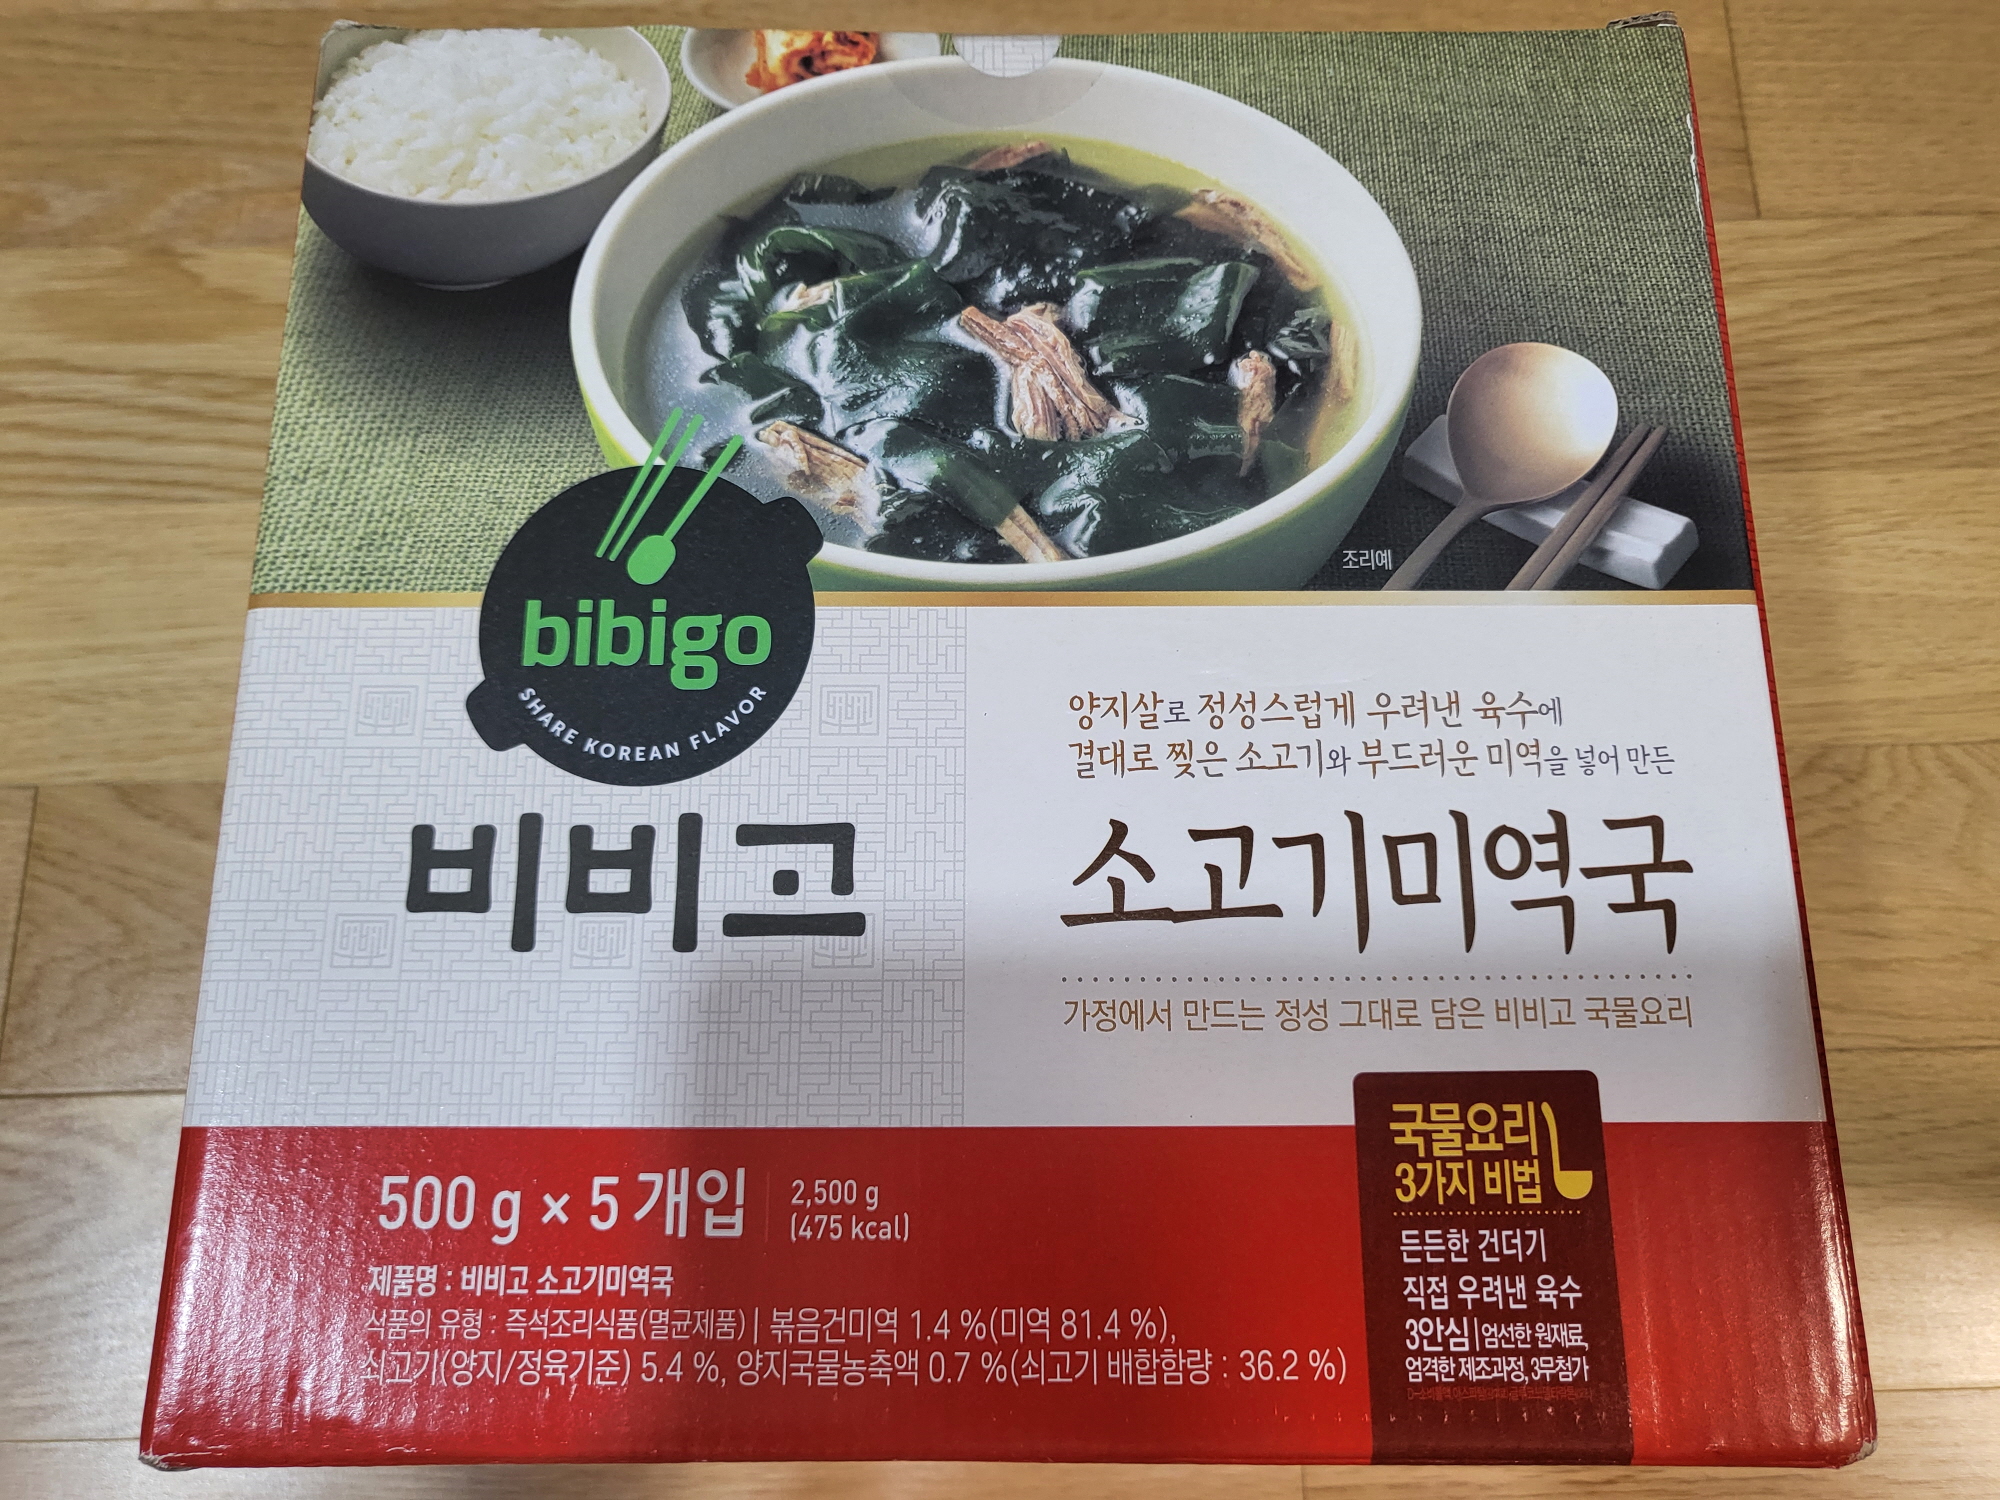 조리예
bibigo
SHARE KOREAN FLAVOR
비비고
양지살로 정성스럽게 우려낸 육수에
결대로 찢은 소고기와 부드러운 미역을 넣어 만든
소고기미역국
가정에서 만드는 정성 그대로 담은 비비고 국물요리
500 g × 5 개입
2,500 g
(475 kcal)
제품명 : 비비고 소고기미역국
식품의 유형 : 즉석조리식품(멸균제품) | 볶음건미역 1.4 %(미역 81.4 %),
쇠고기(양지/정육기준) 5.4 %, 양지국물농축액 0.7 %(쇠고기 배합함량 : 36.2 %)
국물요리
3가지 비법
든든한 건더기
직접 우려낸 육수
3안심 | 엄선한 원재료,
엄격한 제조과정, 3무첨가